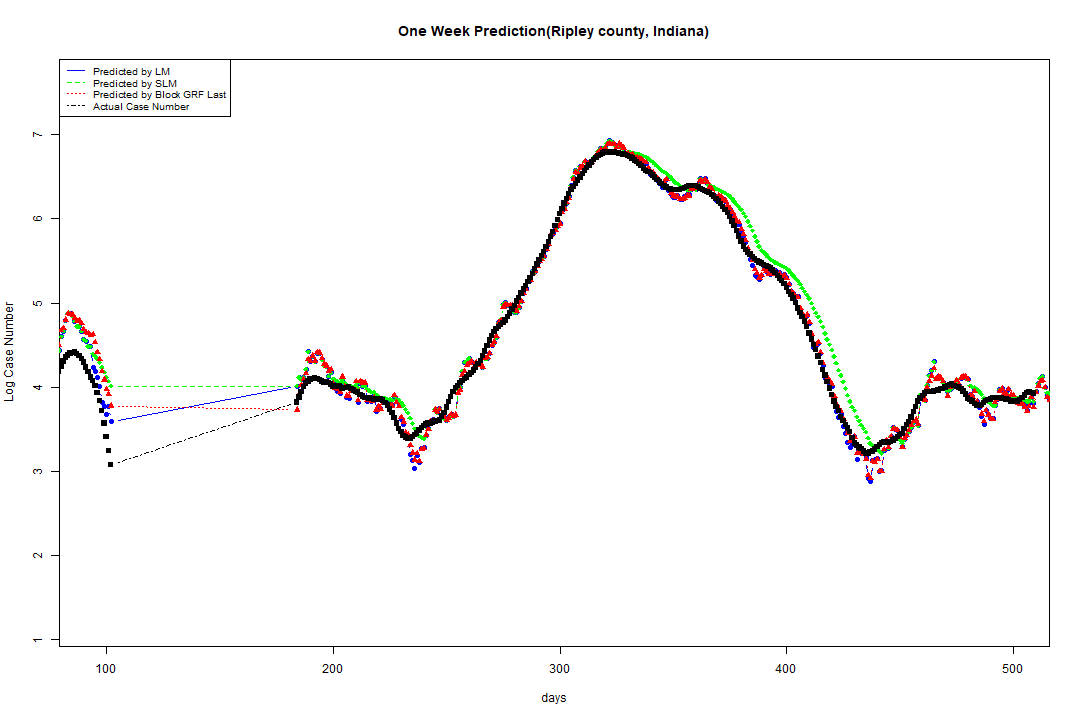 One Week Prediction(Ripley county, Indiana)
Predicted by LM
Predicted by SLM
Predicted by Block GRF Last
Actual Case Number
7
6
5
4
3
2
1
Log Case Number
100 200 300 400 500
days